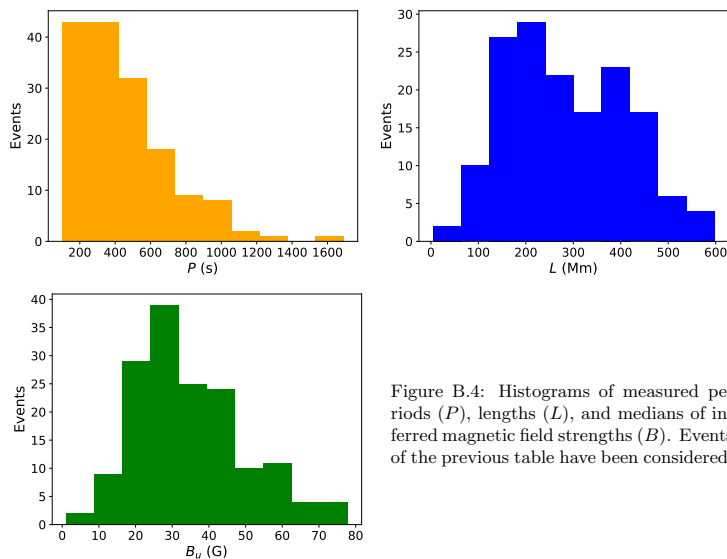 40
30
20
10
0
Events
200 400 600 800 1000 1200 1400 1600
P (s)
30
25
20
15
10
5
0
Events
0 100 200 300 400 500 600
L (Mm)
40
35
30
25
20
15
10
5
0
Events
0 10 20 30 40 50 60 70 80
Bu (G)
Figure B.4: Histograms of measured pe-
riods (P), lengths (L), and medians of in-
ferred magnetic field strengths (B). Events
of the previous table have been considered